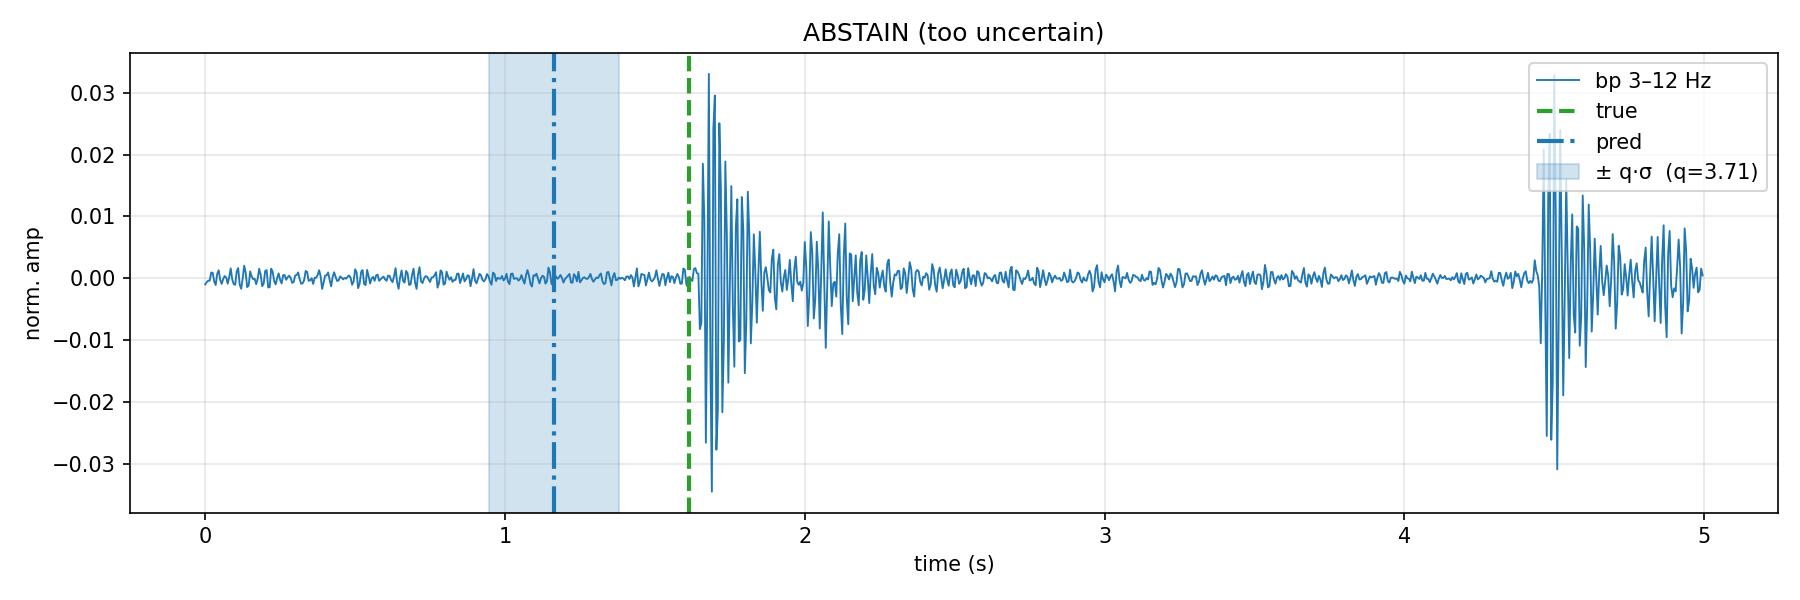 ABSTAIN (too uncertain)
bp 3–12 Hz
true
pred
± q·σ (q=3.71)
norm. amp
0.03
0.02
0.01
0.00
−0.01
−0.02
−0.03
0
1
2
3
4
5
time (s)